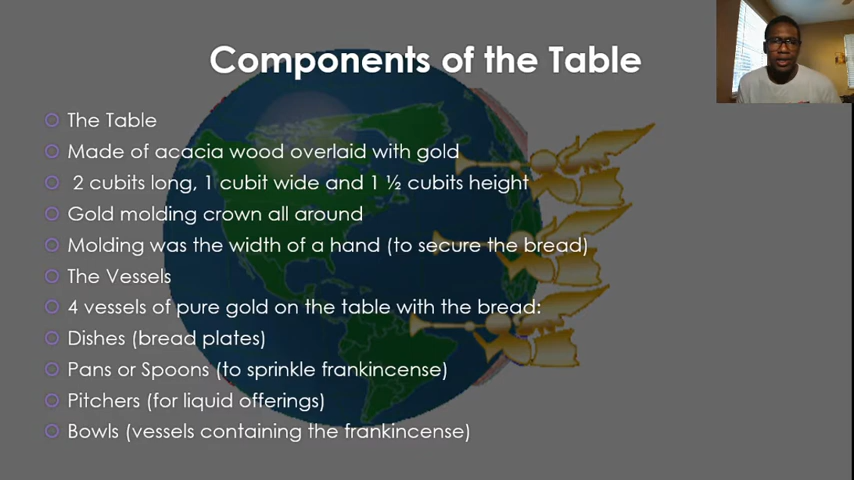 Components of the Table
The Table
Made of acacia wood overlaid with gold
2 cubits long, 1 cubit wide and 1 ½ cubits height
Gold molding crown all around
Molding was the width of a hand (to secure the bread)
The Vessels
4 vessels of pure gold on the table with the bread:
Dishes (bread plates)
Pans or Spoons (to sprinkle frankincense)
Pitchers (for liquid offerings)
Bowls (vessels containing the frankincense)